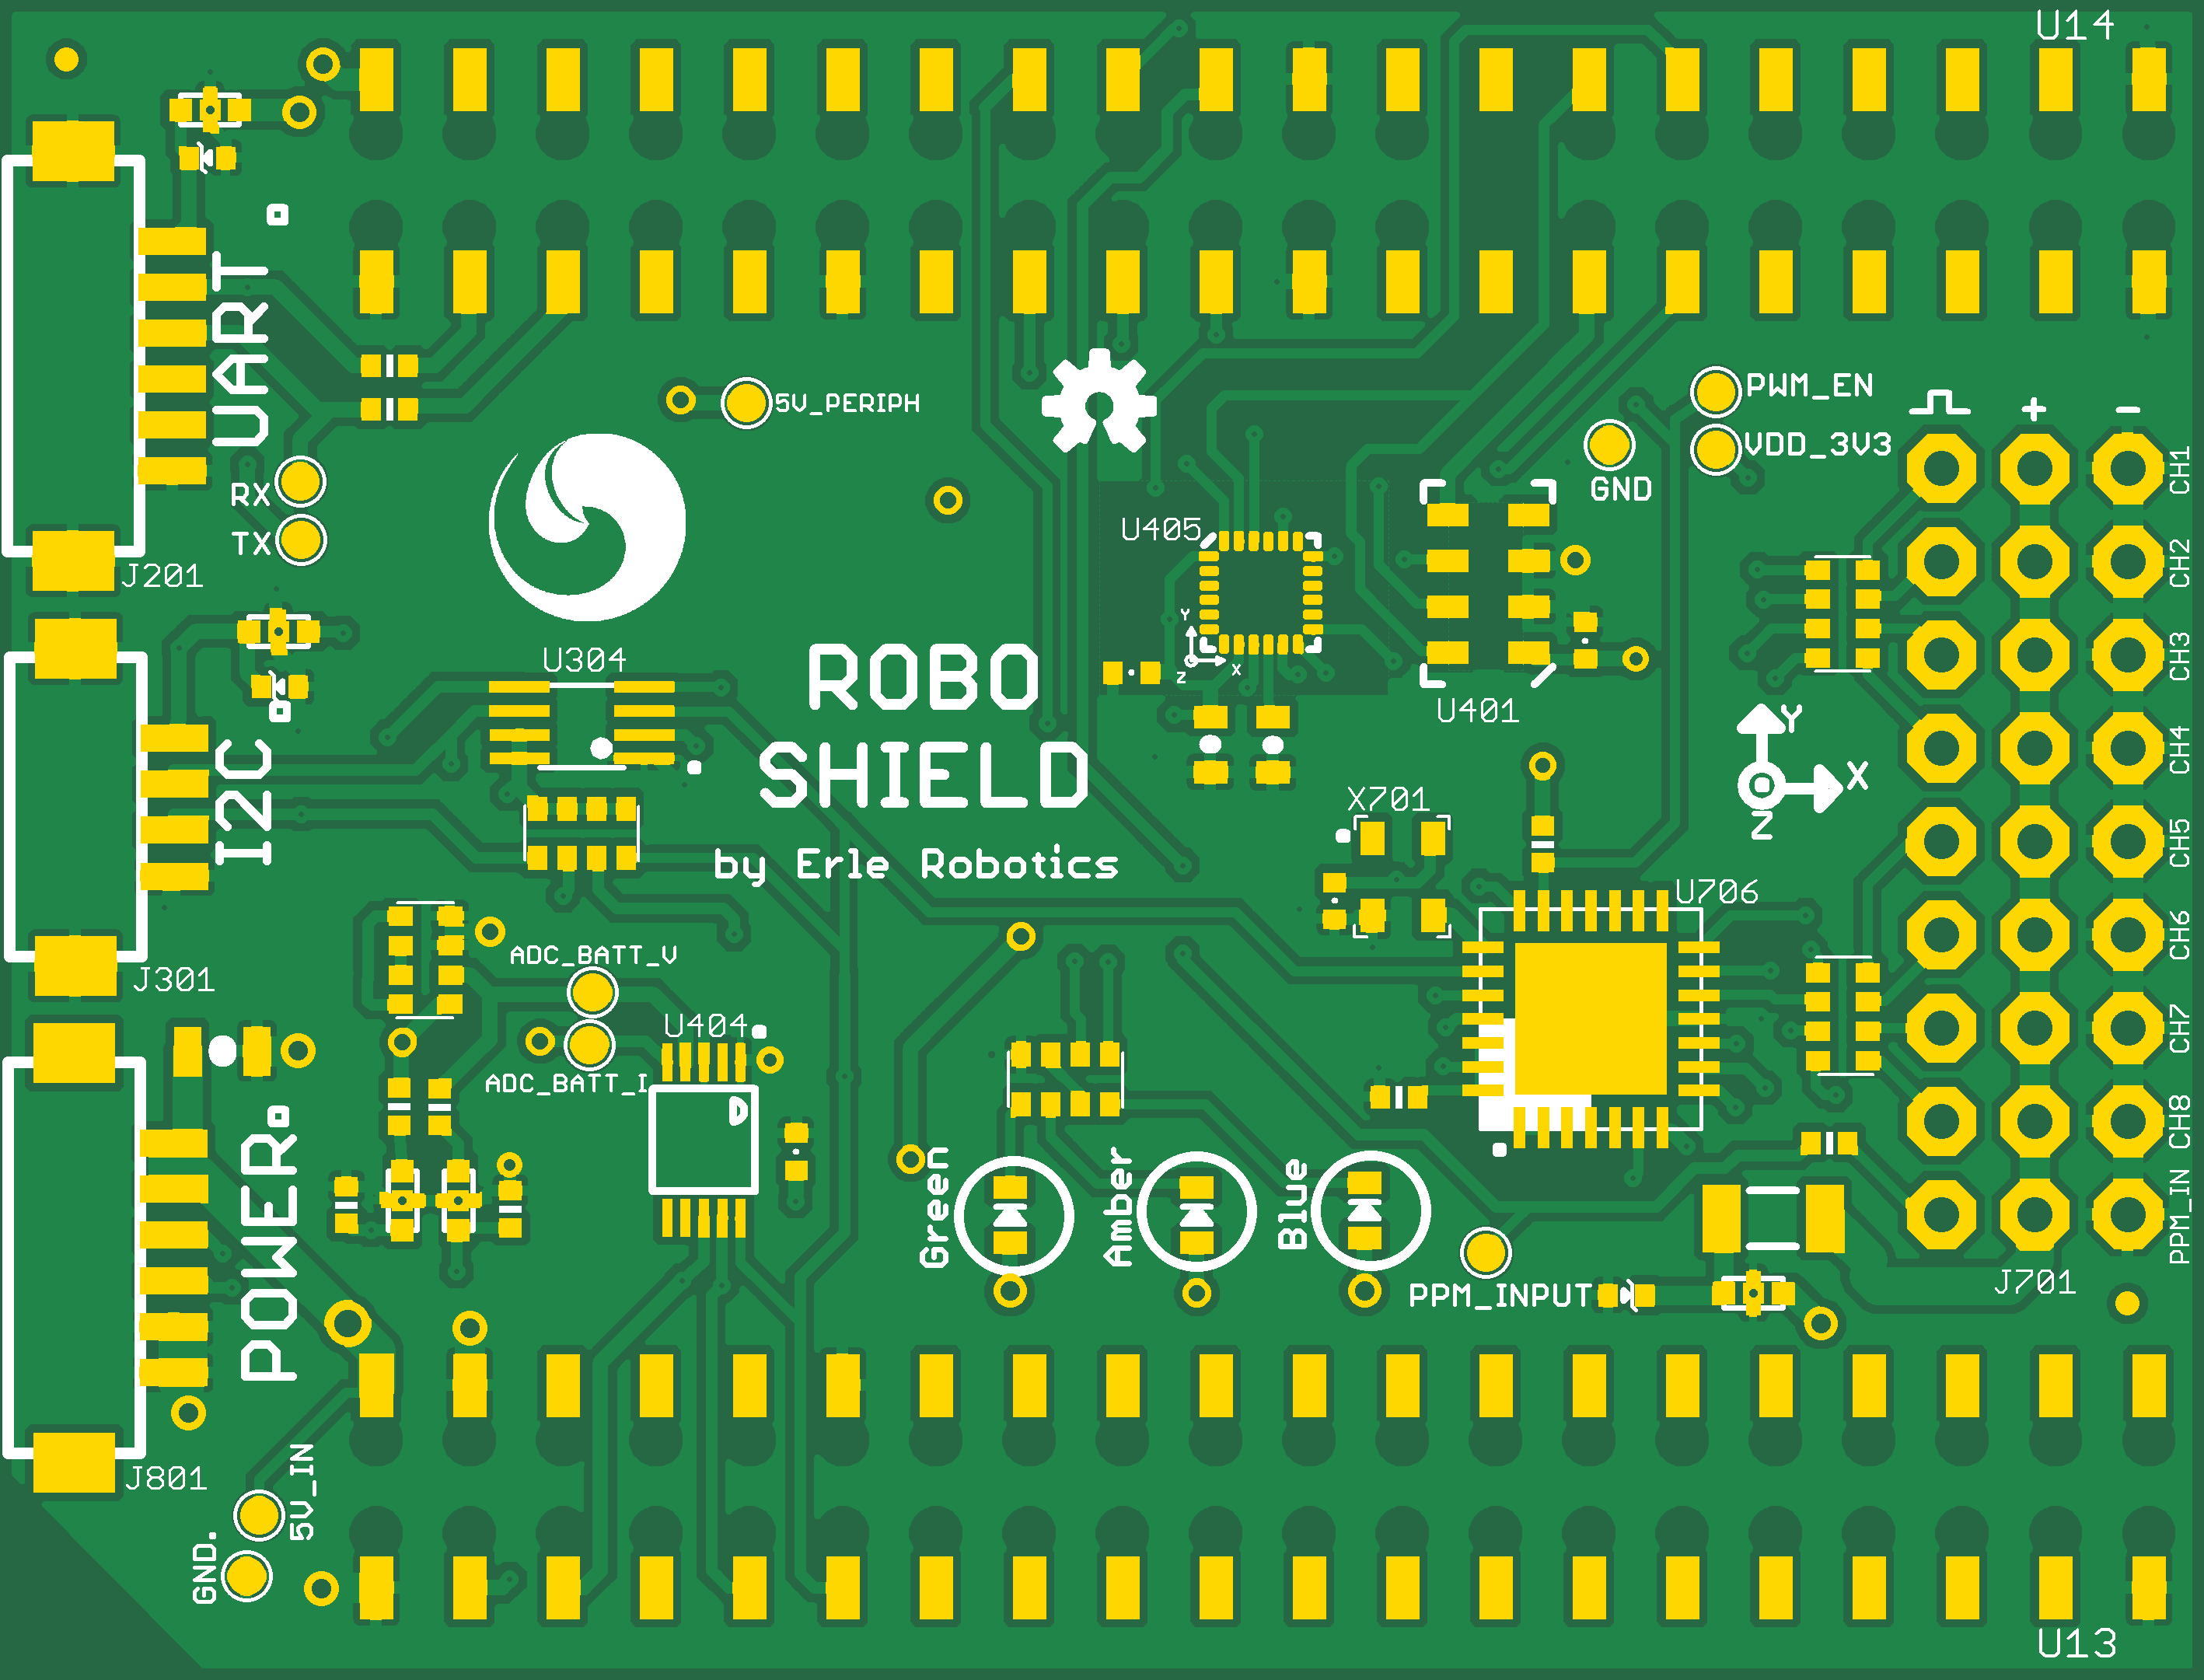 U14
UART
5V_PERIPH
PWM_EN
VDD_3V3
GND
+
-
CH1
CH2
CH3
CH4
CH5
CH6
CH7
CH8
PPM_IN
RX
TX
J201
U405
Y
X
Z
U401
U304
ROBO
SHIELD
by Erle Robotics
I2C
J301
Y
X
Z
X701
U706
ADC_BATT_V
ADC_BATT_I
U404
POWER
Green
Amber
Blue
PPM_INPUT
J701
J801
5V_IN
GND.
U13